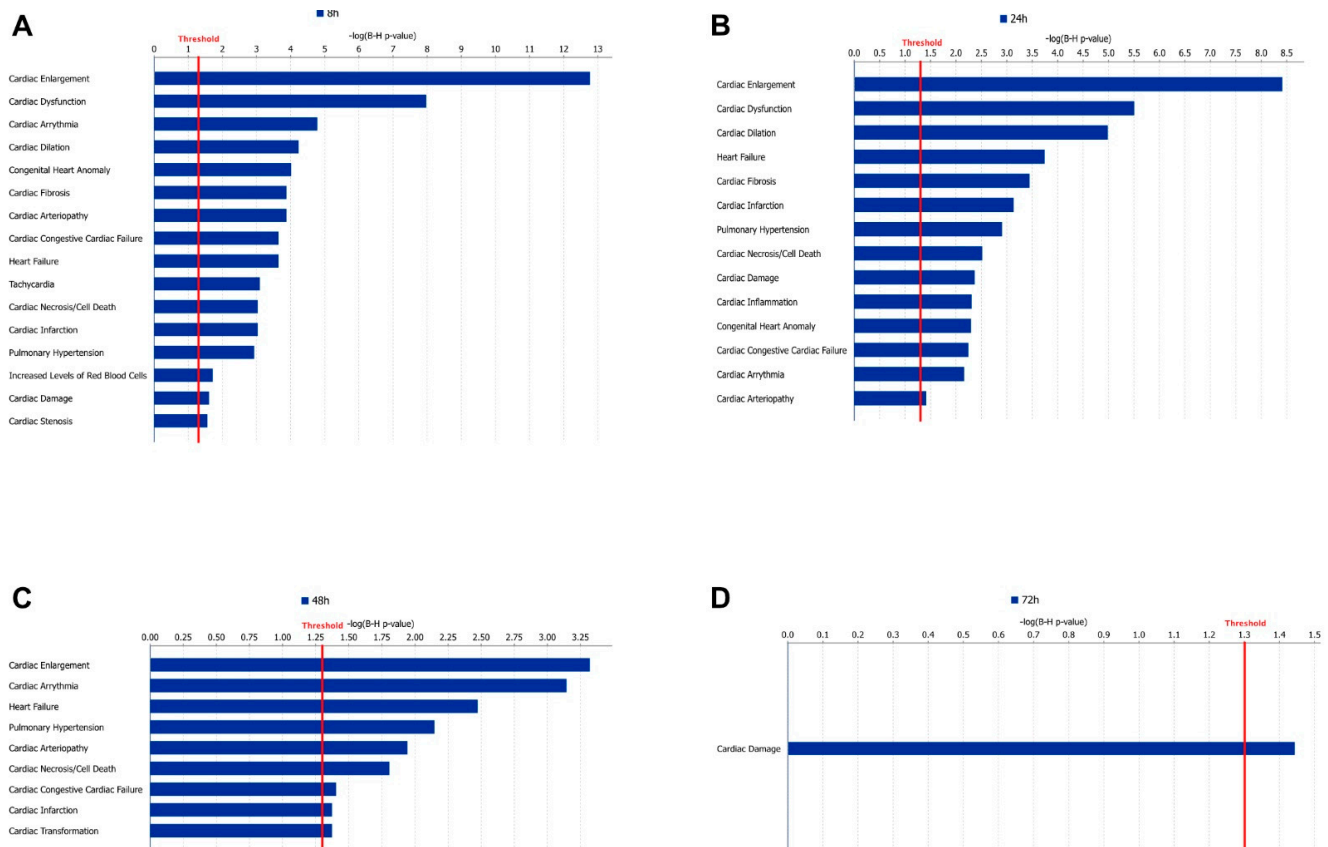 A
8h
-log(B-H p-value)
Threshold
0 1 2 3 4 5 6 7 8 9 10 11 12 13
Cardiac Enlargement
Cardiac Dysfunction
Cardiac Arrythmia
Cardiac Dilation
Congenital Heart Anomaly
Cardiac Fibrosis
Cardiac Arteriopathy
Cardiac Congestive Cardiac Failure
Heart Failure
Tachycardia
Cardiac Necrosis/Cell Death
Cardiac Infarction
Pulmonary Hypertension
Increased Levels of Red Blood Cells
Cardiac Damage
Cardiac Stenosis
B
24h
-log(B-H p-value)
Threshold
0.0 0.5 1.0 1.5 2.0 2.5 3.0 3.5 4.0 4.5 5.0 5.5 6.0 6.5 7.0 7.5 8.0 8.5
Cardiac Enlargement
Cardiac Dysfunction
Cardiac Dilation
Heart Failure
Cardiac Fibrosis
Cardiac Infarction
Pulmonary Hypertension
Cardiac Necrosis/Cell Death
Cardiac Damage
Cardiac Inflammation
Congenital Heart Anomaly
Cardiac Congestive Cardiac Failure
Cardiac Arrythmia
Cardiac Arteriopathy
C
48h
Threshold -log(B-H p-value)
0.00 0.25 0.50 0.75 1.00 1.25 1.50 1.75 2.00 2.25 2.50 2.75 3.00 3.25
Cardiac Enlargement
Cardiac Arrythmia
Heart Failure
Pulmonary Hypertension
Cardiac Arteriopathy
Cardiac Necrosis/Cell Death
Cardiac Congestive Cardiac Failure
Cardiac Infarction
Cardiac Transformation
D
72h
-log(B-H p-value) Threshold
0.0 0.1 0.2 0.3 0.4 0.5 0.6 0.7 0.8 0.9 1.0 1.1 1.2 1.3 1.4 1.5
Cardiac Damage